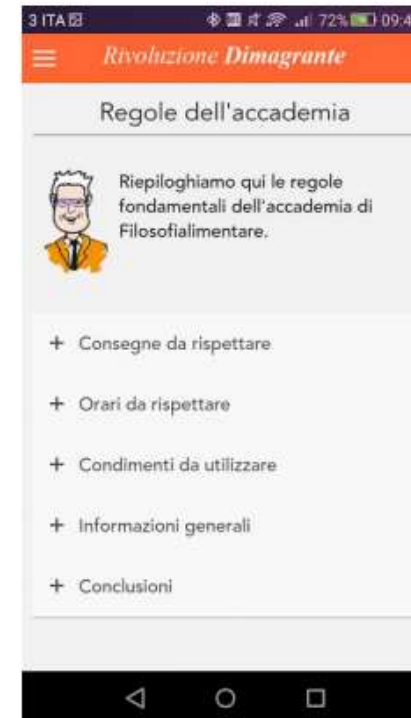 3 ITA 72% 09:4
Rivoluzione Dimagrante
Regole dell'accademia
Riepiloghiamo qui le regole
fondamentali dell'accademia di
Filosofialimentare.
+ Consegne da rispettare
+ Orari da rispettare
+ Condimenti da utilizzare
+ Informazioni generali
+ Conclusioni